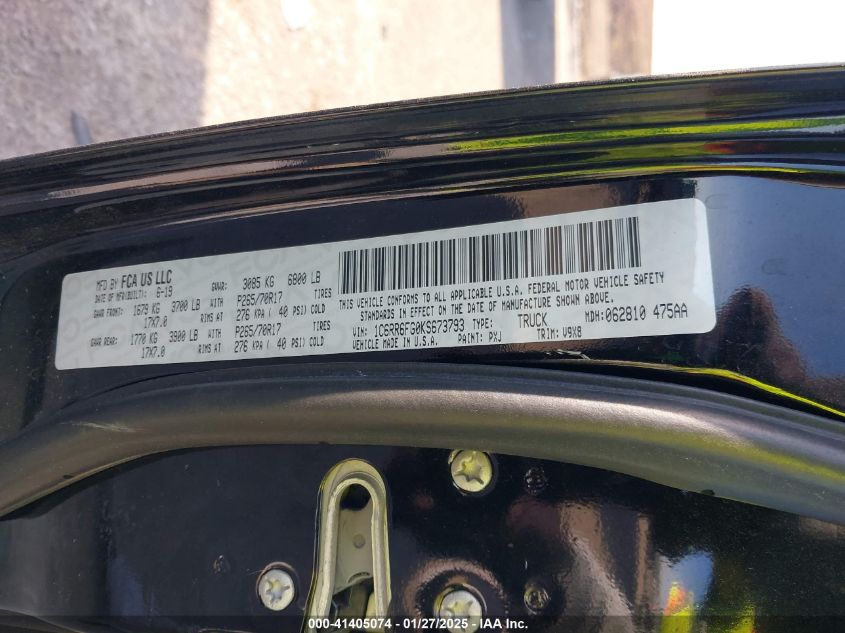 MFD BY FCA US LLC GVWR: 3085 KG 6800 LB
DATE OF MFR(BUILT): 6-19
GAWR FRONT: 1679 KG 3700 LB WITH P265/70R17 TIRES
17X7.0 RIMS AT 276 KPA ( 40 PSI) COLD
GAWR REAR: 1770 KG 3900 LB WITH P265/70R17 TIRES
17X7.0 RIMS AT 276 KPA ( 40 PSI) COLD
THIS VEHICLE CONFORMS TO ALL APPLICABLE U.S.A. FEDERAL MOTOR VEHICLE SAFETY
STANDARDS IN EFFECT ON THE DATE OF MANUFACTURE SHOWN ABOVE.
VIN: 1C6RR6FG0KS673793 TYPE: TRUCK MDH: 062810 475AA
VEHICLE MADE IN U.S.A. PAINT: PXJ TRIM: V9X8
000-41405074 — 01/27/2025 — IAA Inc.